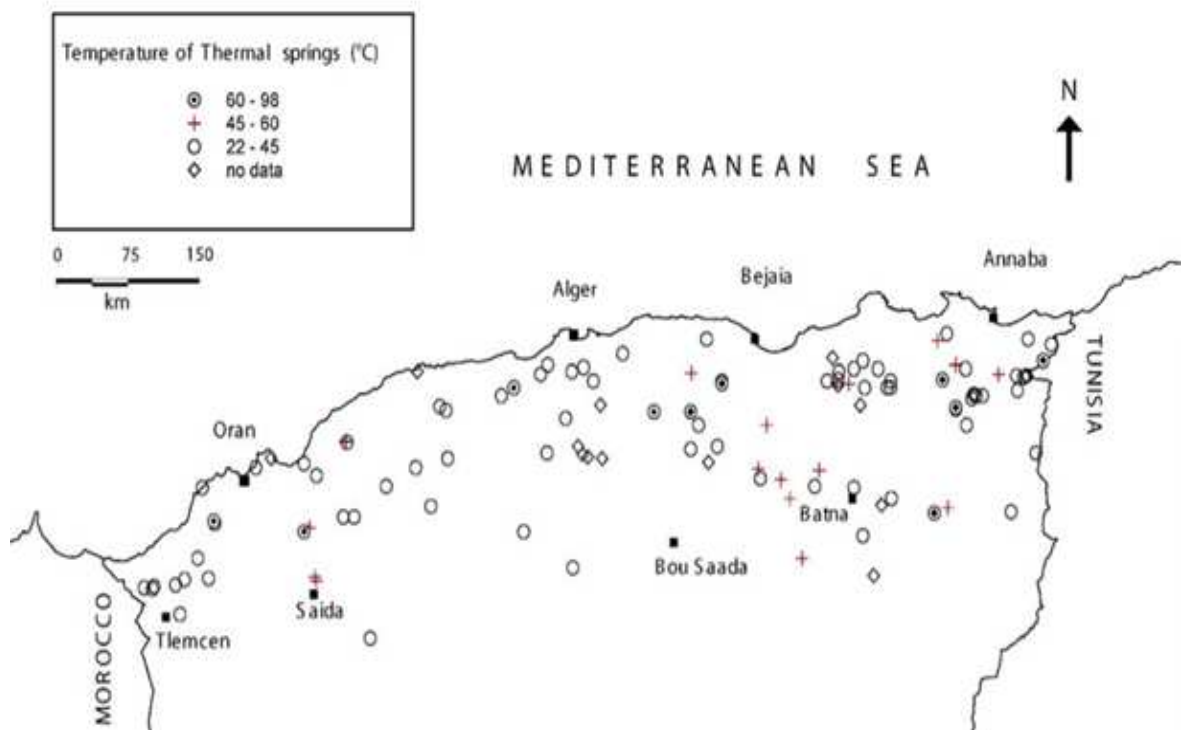 Temperature of Thermal springs (°C)
60 - 98
45 - 60
22 - 45
no data
N
MEDITERRANEAN SEA
0 75 150
km
Annaba
Bejaia
Alger
TUNISIA
Oran
Batna
Bou Saada
Saida
Tlemcen
MOROCCO